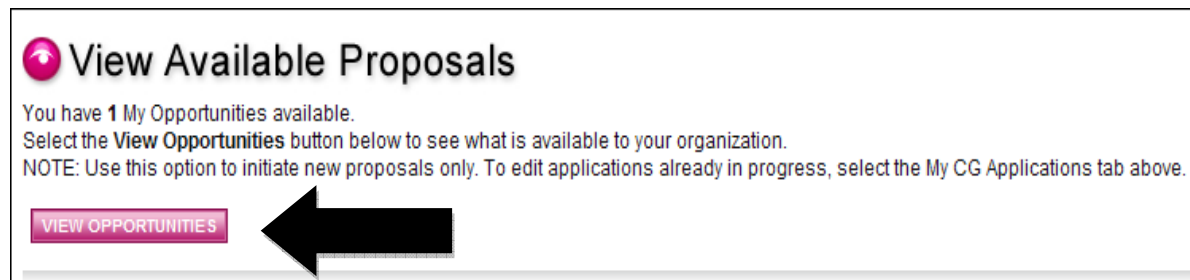 View Available Proposals
You have 1 My Opportunities available.
Select the View Opportunities button below to see what is available to your organization.
NOTE: Use this option to initiate new proposals only. To edit applications already in progress, select the My CG Applications tab above.
VIEW OPPORTUNITIES